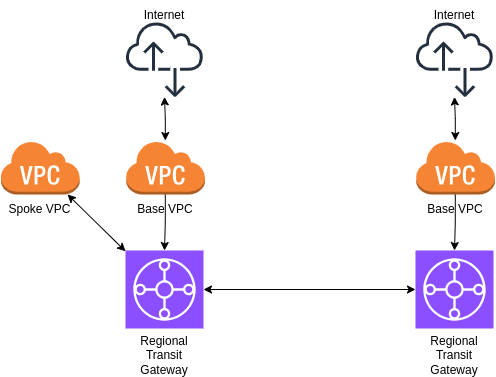 Internet
Internet
VPC
VPC
VPC
Spoke VPC
Base VPC
Base VPC
Regional
Transit
Gateway
Regional
Transit
Gateway